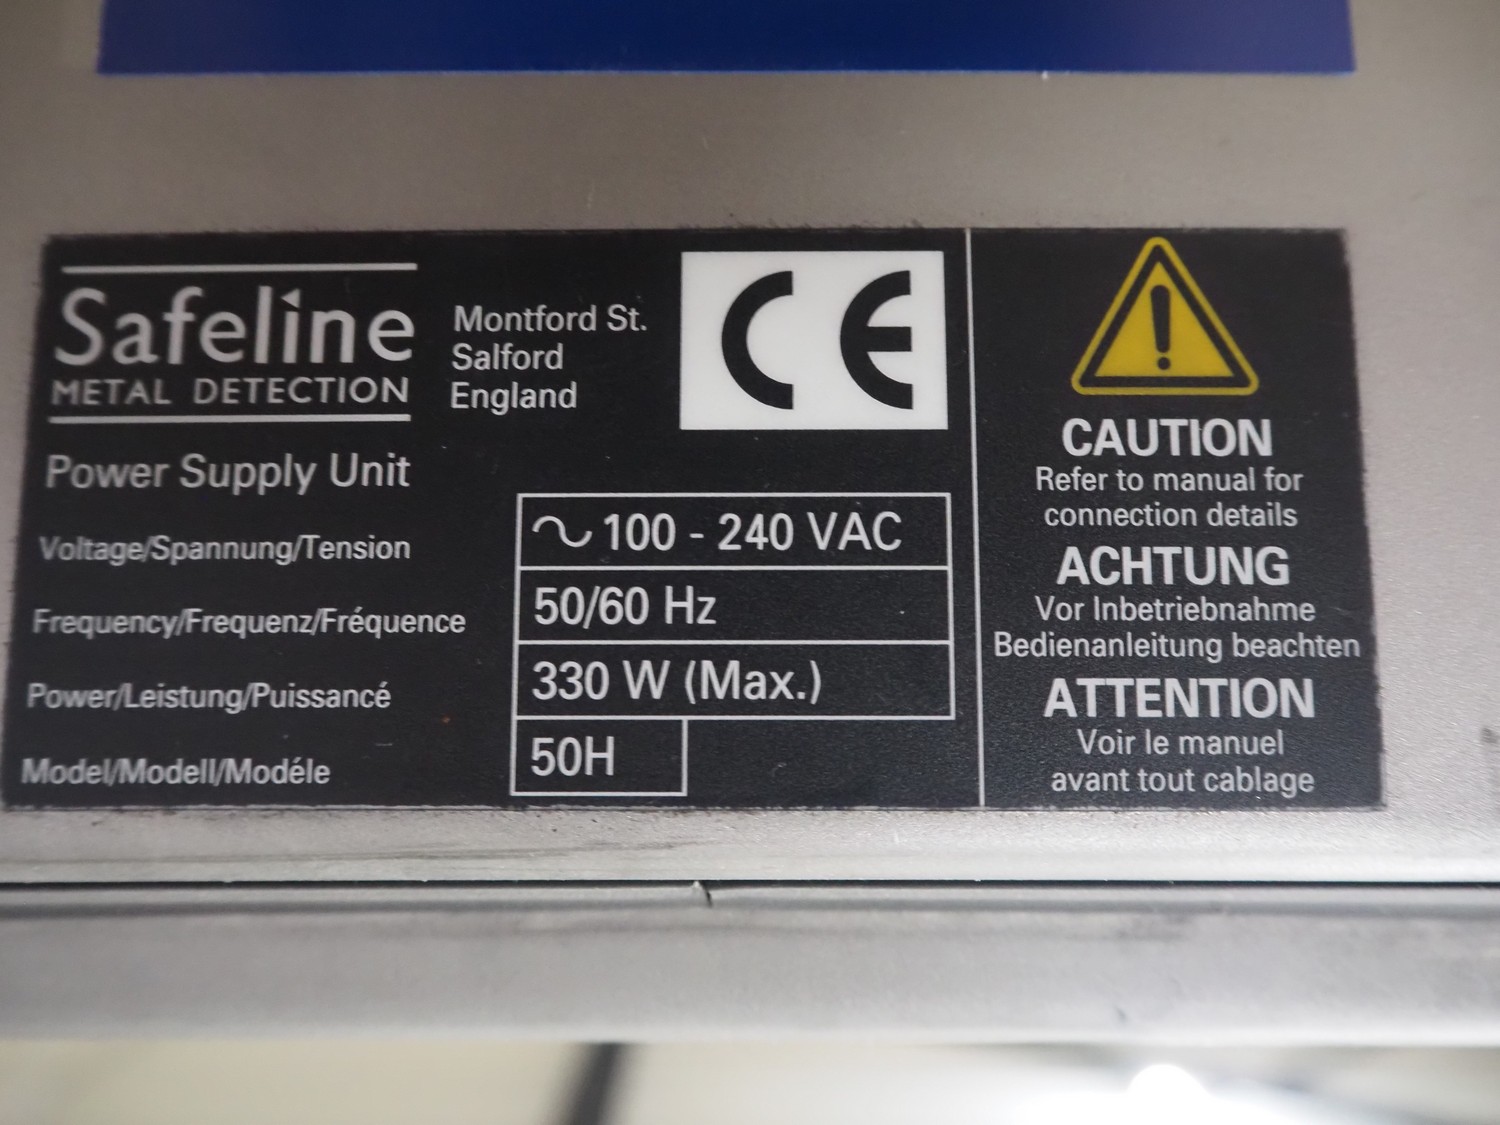 Safeline
METAL DETECTION
Montford St.
Salford
England
CE
Power Supply Unit
Voltage/Spannung/Tension
~ 100 - 240 VAC
Frequency/Frequenz/Fréquence
50/60 Hz
Power/Leistung/Puissancé
330 W (Max.)
Model/Modell/Modéle
50H
CAUTION
Refer to manual for
connection details
ACHTUNG
Vor Inbetriebnahme
Bedienanleitung beachten
ATTENTION
Voir le manuel
avant tout cablage